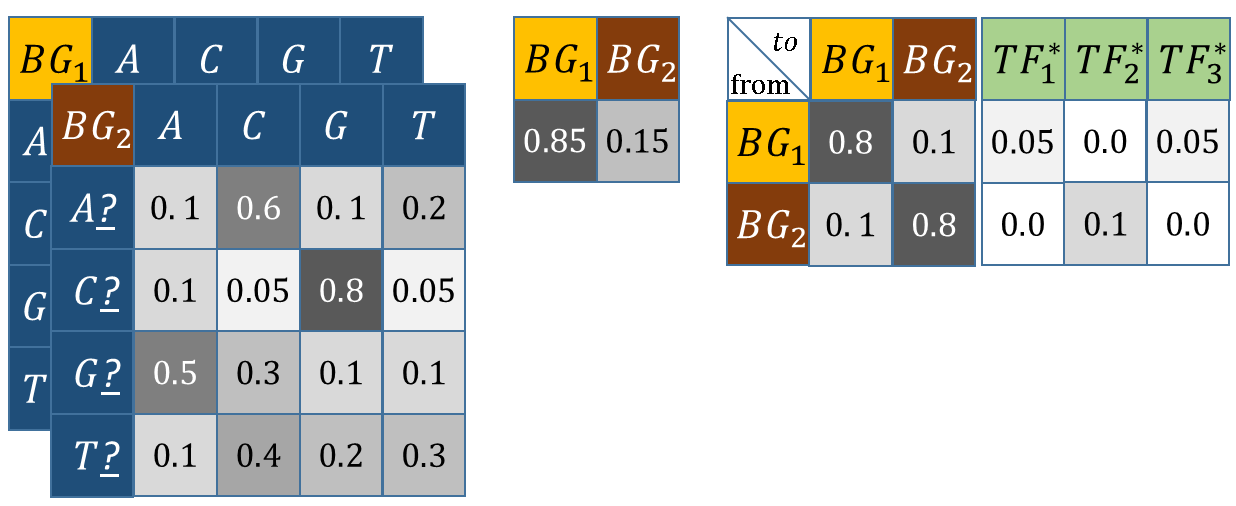 BG₁ A C G T
A
C
G
T
BG₂ A C G T
A? 0.1 0.6 0.1 0.2
C? 0.1 0.05 0.8 0.05
G? 0.5 0.3 0.1 0.1
T? 0.1 0.4 0.2 0.3
BG₁ BG₂
0.85 0.15
to
from
BG₁ BG₂ TF₁* TF₂* TF₃*
BG₁ 0.8 0.1 0.05 0.0 0.05
BG₂ 0.1 0.8 0.0 0.1 0.0